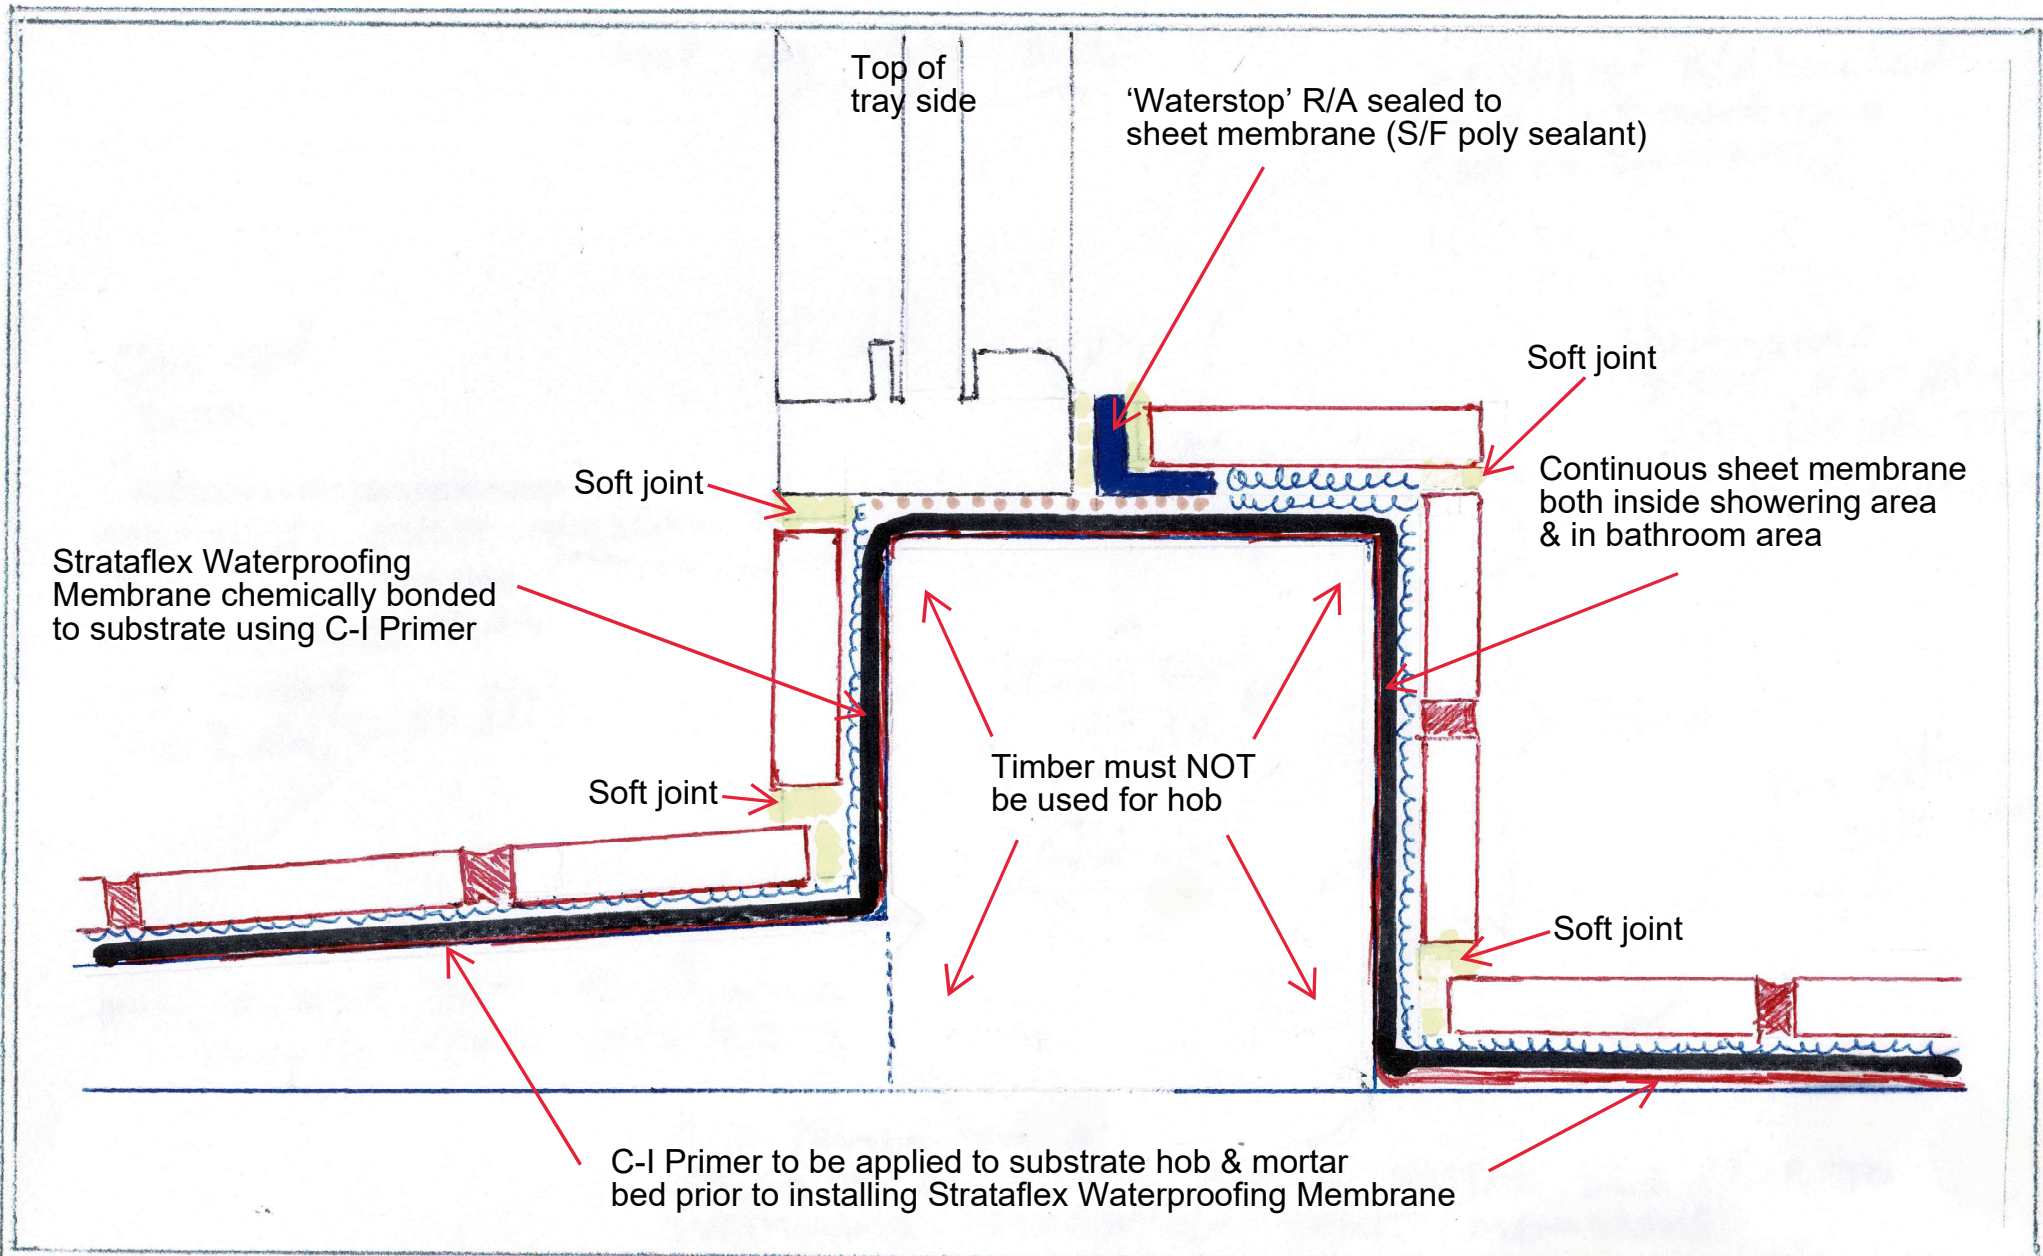 Top of
tray side
‘Waterstop’ R/A sealed to
sheet membrane (S/F poly sealant)
Soft joint
Soft joint
Continuous sheet membrane
both inside showering area
& in bathroom area
Strataflex Waterproofing
Membrane chemically bonded
to substrate using C-I Primer
Timber must NOT
be used for hob
Soft joint
Soft joint
C-I Primer to be applied to substrate hob & mortar
bed prior to installing Strataflex Waterproofing Membrane